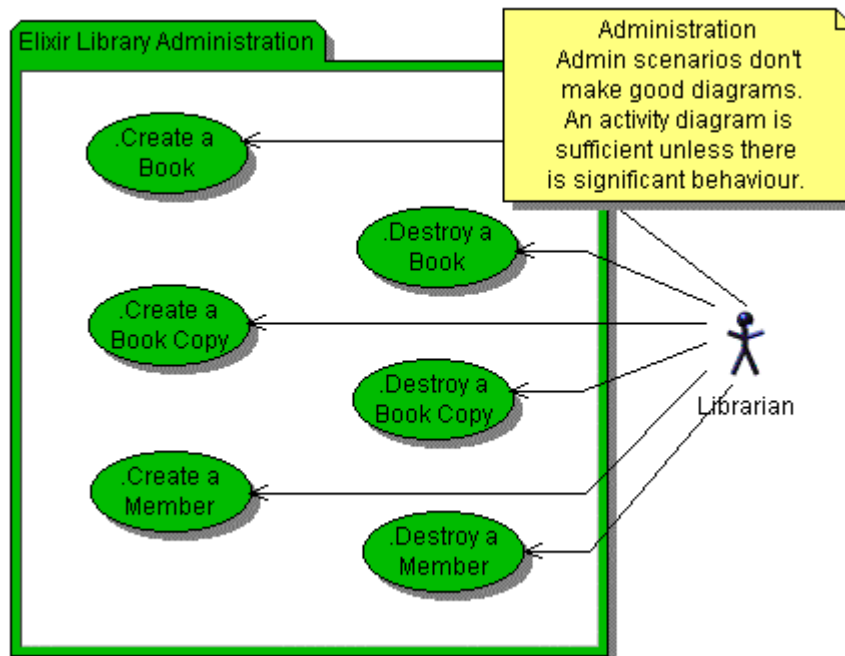 Elixir Library Administration
Administration
Admin scenarios don't
make good diagrams.
An activity diagram is
sufficient unless there
is significant behaviour.
.Create a
Book
.Destroy a
Book
.Create a
Book Copy
.Destroy a
Book Copy
Librarian
.Create a
Member
.Destroy a
Member